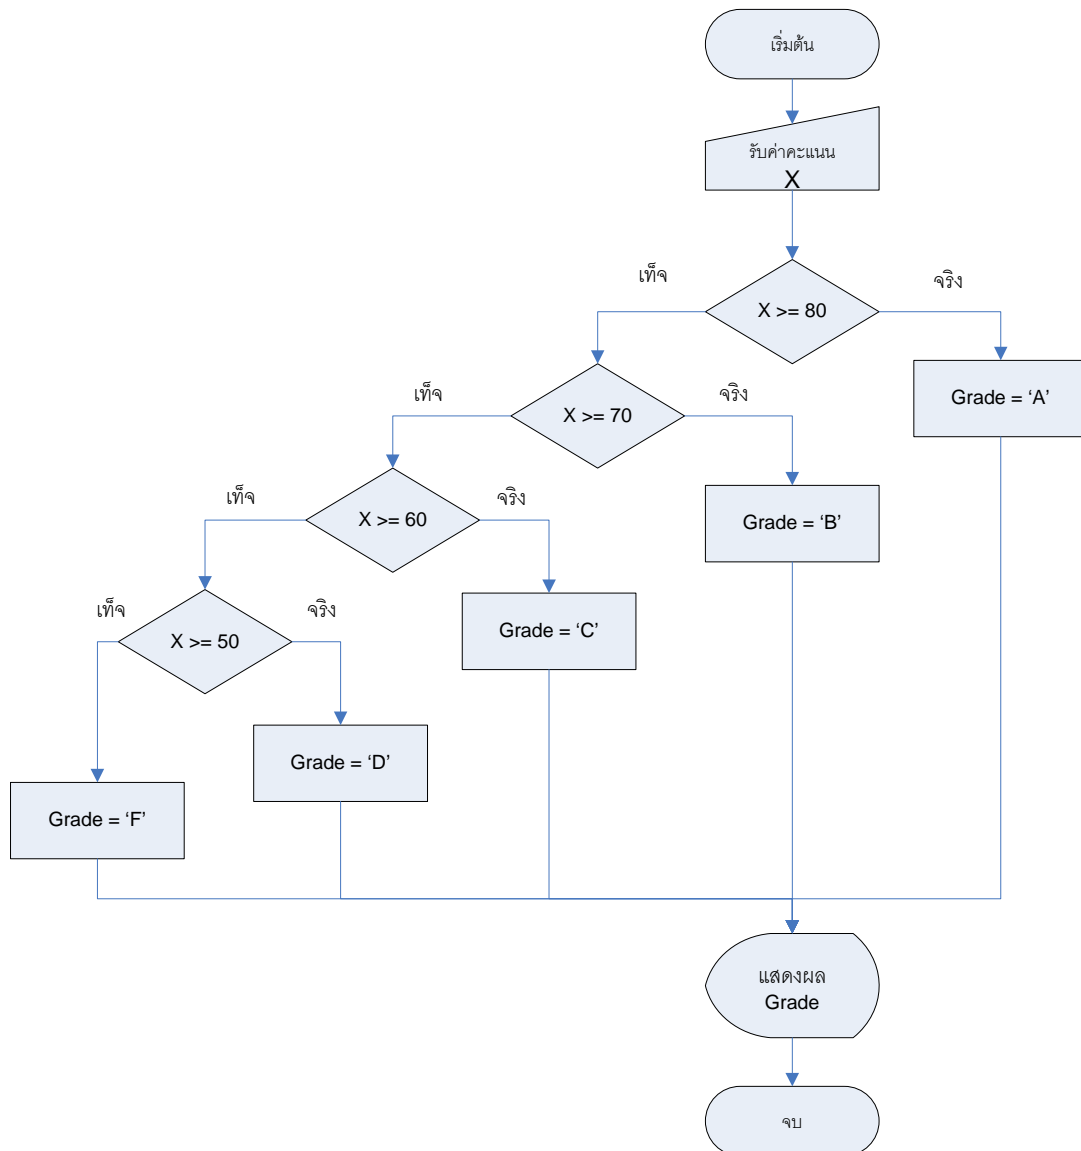 เริ่มต้น
รับค่าคะแนน
X
เท็จ
จริง
X >= 80
Grade = ‘A’
เท็จ
จริง
X >= 70
Grade = ‘B’
เท็จ
จริง
X >= 60
Grade = ‘C’
เท็จ
จริง
X >= 50
Grade = ‘D’
Grade = ‘F’
แสดงผล
Grade
จบ